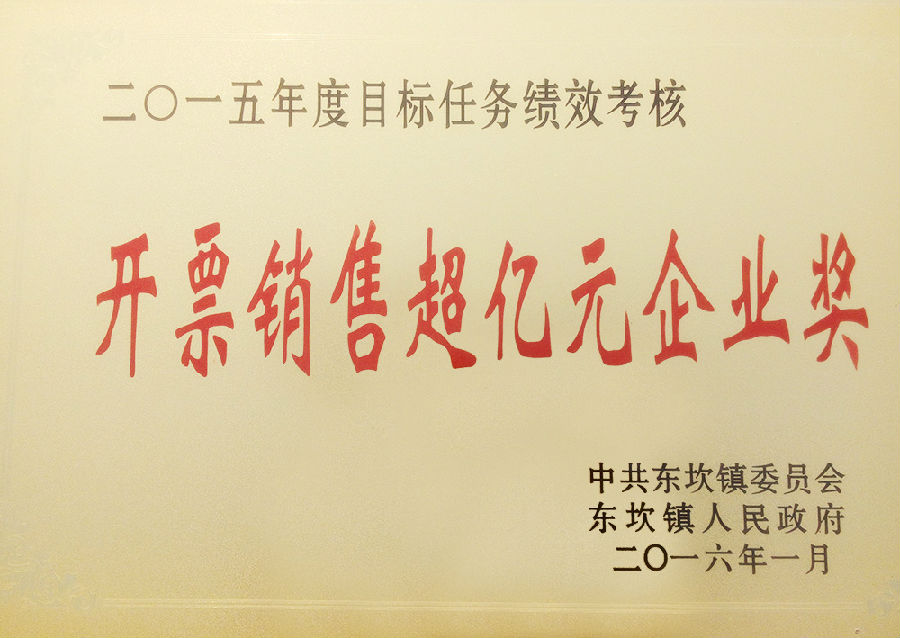 二〇一五年度目标任务绩效考核
开票销售超亿元企业奖
中共东坎镇委员会
东坎镇人民政府
二〇一六年一月